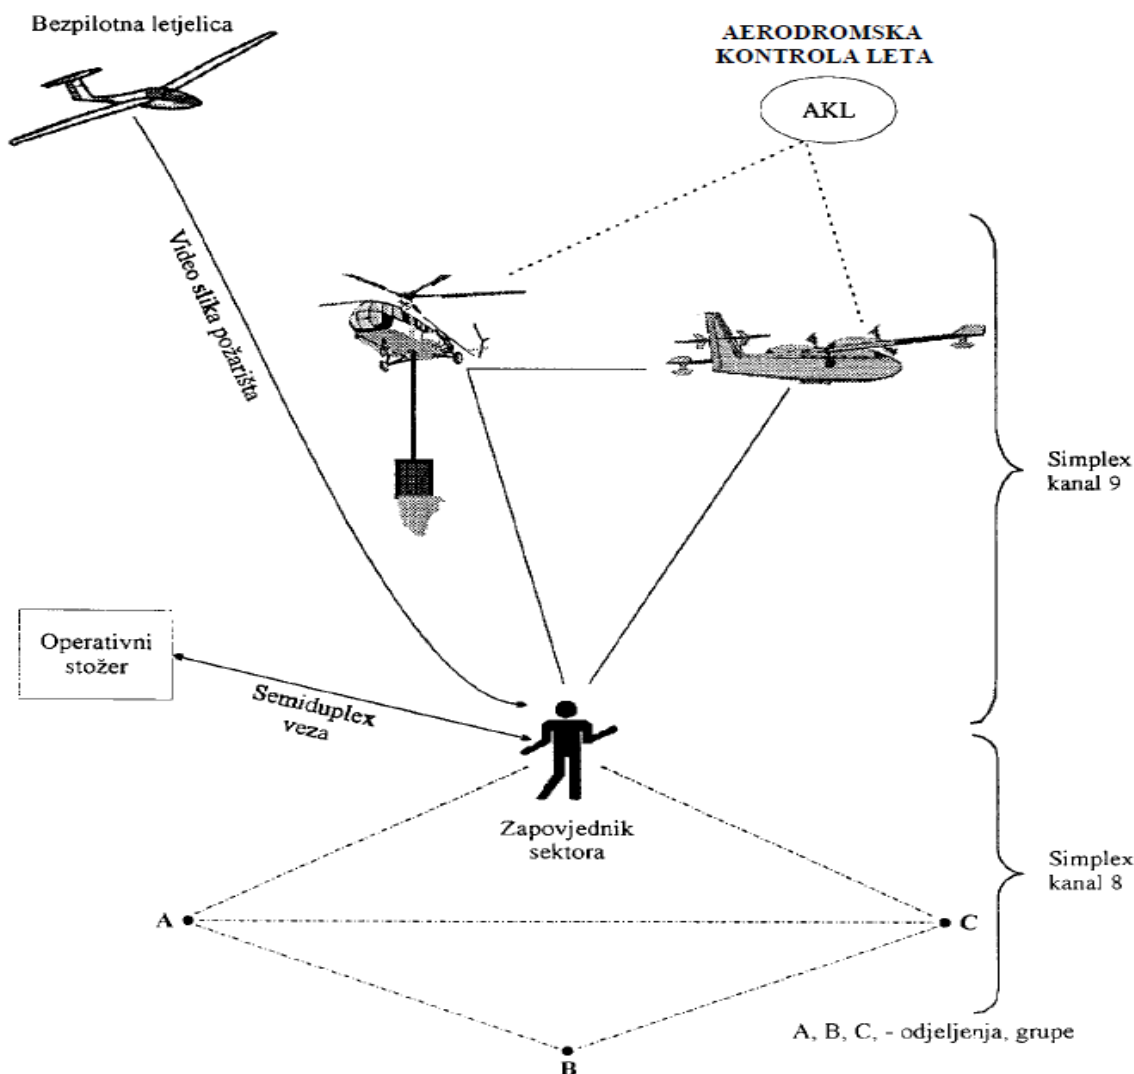 Bezpilotna letjelica
AERODROMSKA
KONTROLA LETA
AKL
Video slika požarišta
Simplex
kanal 9
Operativni
stožer
Semiduplex
veza
Zapovjednik
sektora
Simplex
kanal 8
A
C
B
A, B, C, - odjeljenja, grupe